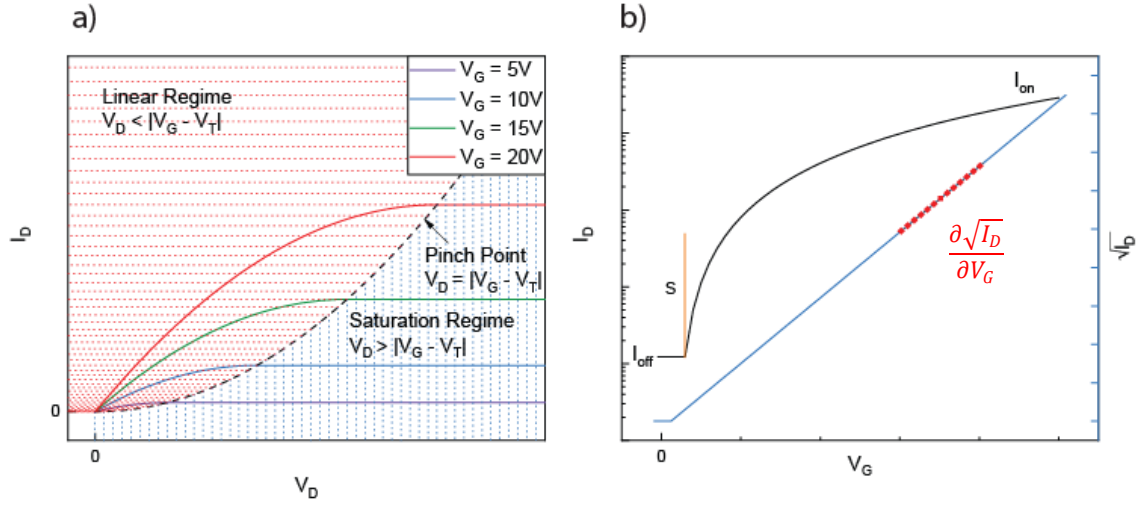 a)
Linear Regime
V_D < |V_G - V_T|
V_G = 5V
V_G = 10V
V_G = 15V
V_G = 20V
Pinch Point
V_D = |V_G - V_T|
Saturation Regime
V_D > |V_G - V_T|
I_D
0
0
V_D
b)
I_on
∂√I_D
∂V_G
S
I_off
I_D
√I_D
0
V_G